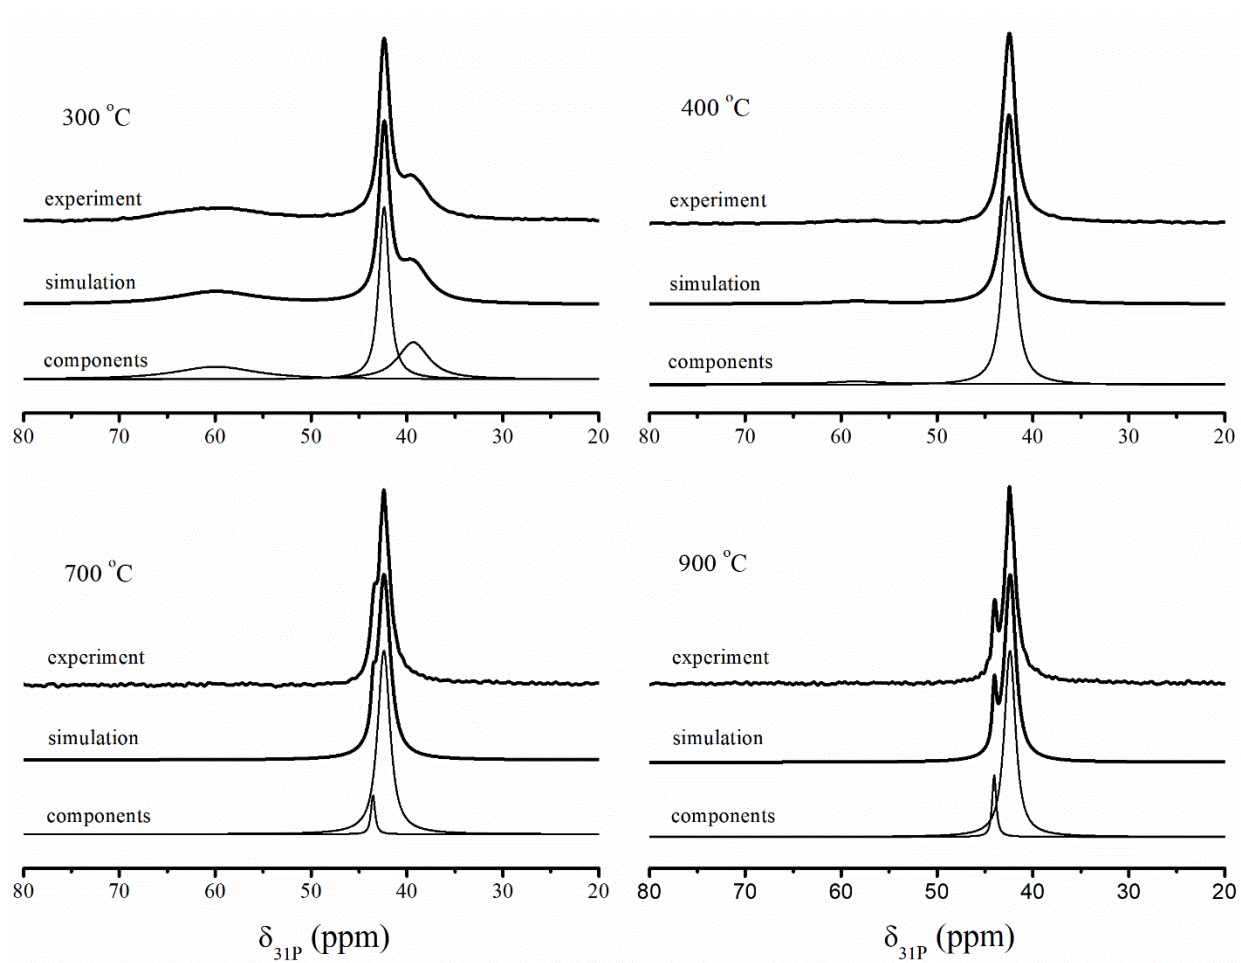 300 °C
experiment
simulation
components
80 70 60 50 40 30 20
400 °C
experiment
simulation
components
80 70 60 50 40 30 20
700 °C
experiment
simulation
components
80 70 60 50 40 30 20
δ31P (ppm)
900 °C
experiment
simulation
components
80 70 60 50 40 30 20
δ31P (ppm)